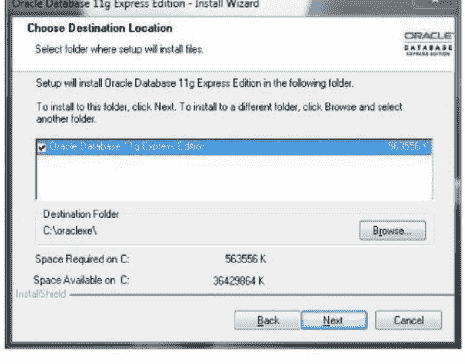 Oracle Database 11g Express Edition - Install Wizard
Choose Destination Location
Select folder where setup will install files.
ORACLE
DATABASE
EXPRESS EDITION
Setup will install Oracle Database 11g Express Edition in the following folder.
To install to this folder, click Next. To install to a different folder, click Browse and select
another folder.
Oracle Database 11g Express Edition 563556 K
Destination Folder
C:\oraclexe\
Browse...
Space Required on C: 563556 K
Space Available on C: 36429864 K
InstallShield
Back Next Cancel